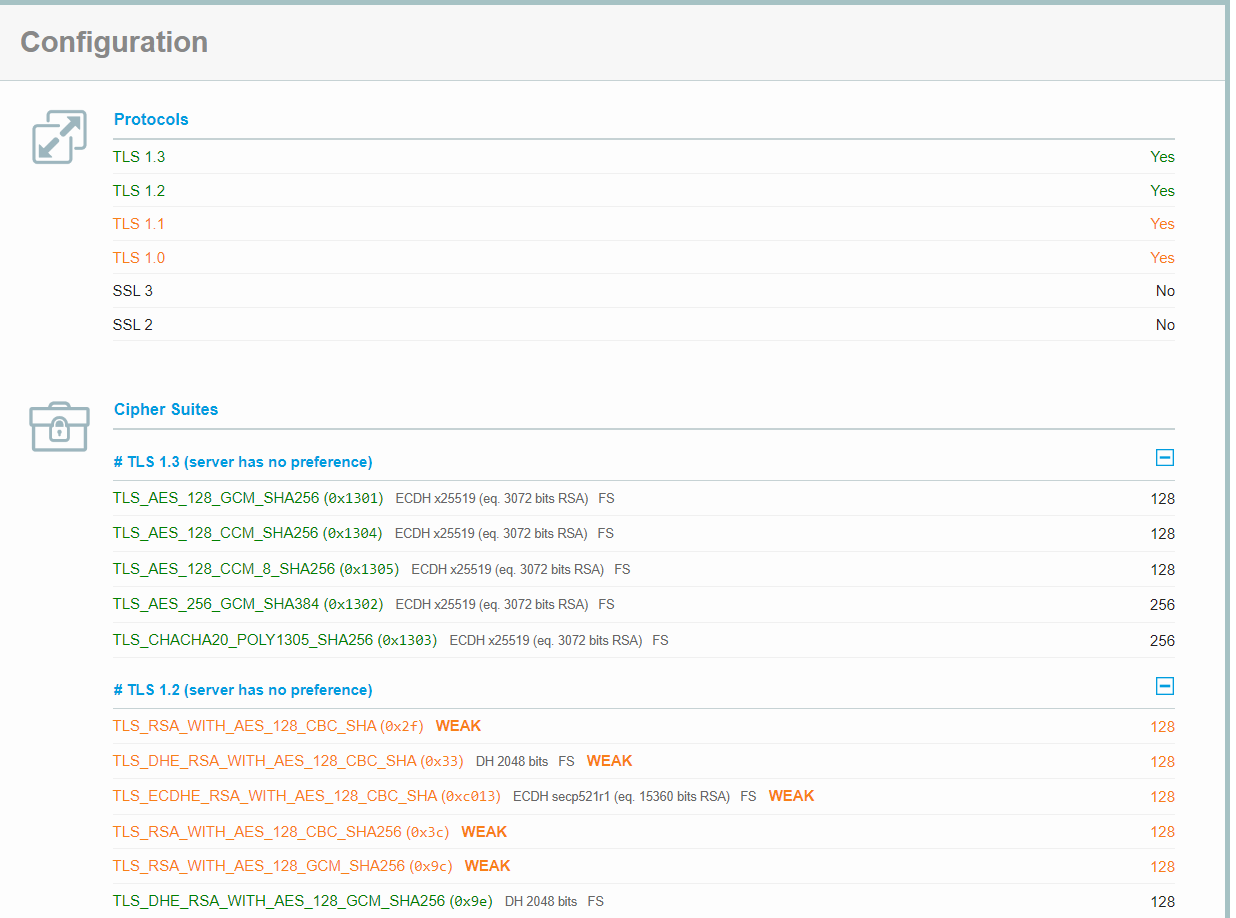 Configuration
Protocols
TLS 1.3 Yes
TLS 1.2 Yes
TLS 1.1 Yes
TLS 1.0 Yes
SSL 3 No
SSL 2 No
Cipher Suites
# TLS 1.3 (server has no preference)
TLS_AES_128_GCM_SHA256 (0x1301) ECDH x25519 (eq. 3072 bits RSA) FS 128
TLS_AES_128_CCM_SHA256 (0x1304) ECDH x25519 (eq. 3072 bits RSA) FS 128
TLS_AES_128_CCM_8_SHA256 (0x1305) ECDH x25519 (eq. 3072 bits RSA) FS 128
TLS_AES_256_GCM_SHA384 (0x1302) ECDH x25519 (eq. 3072 bits RSA) FS 256
TLS_CHACHA20_POLY1305_SHA256 (0x1303) ECDH x25519 (eq. 3072 bits RSA) FS 256
# TLS 1.2 (server has no preference)
TLS_RSA_WITH_AES_128_CBC_SHA (0x2f) WEAK 128
TLS_DHE_RSA_WITH_AES_128_CBC_SHA (0x33) DH 2048 bits FS WEAK 128
TLS_ECDHE_RSA_WITH_AES_128_CBC_SHA (0xc013) ECDH secp521r1 (eq. 15360 bits RSA) FS WEAK 128
TLS_RSA_WITH_AES_128_CBC_SHA256 (0x3c) WEAK 128
TLS_RSA_WITH_AES_128_GCM_SHA256 (0x9c) WEAK 128
TLS_DHE_RSA_WITH_AES_128_GCM_SHA256 (0x9e) DH 2048 bits FS 128